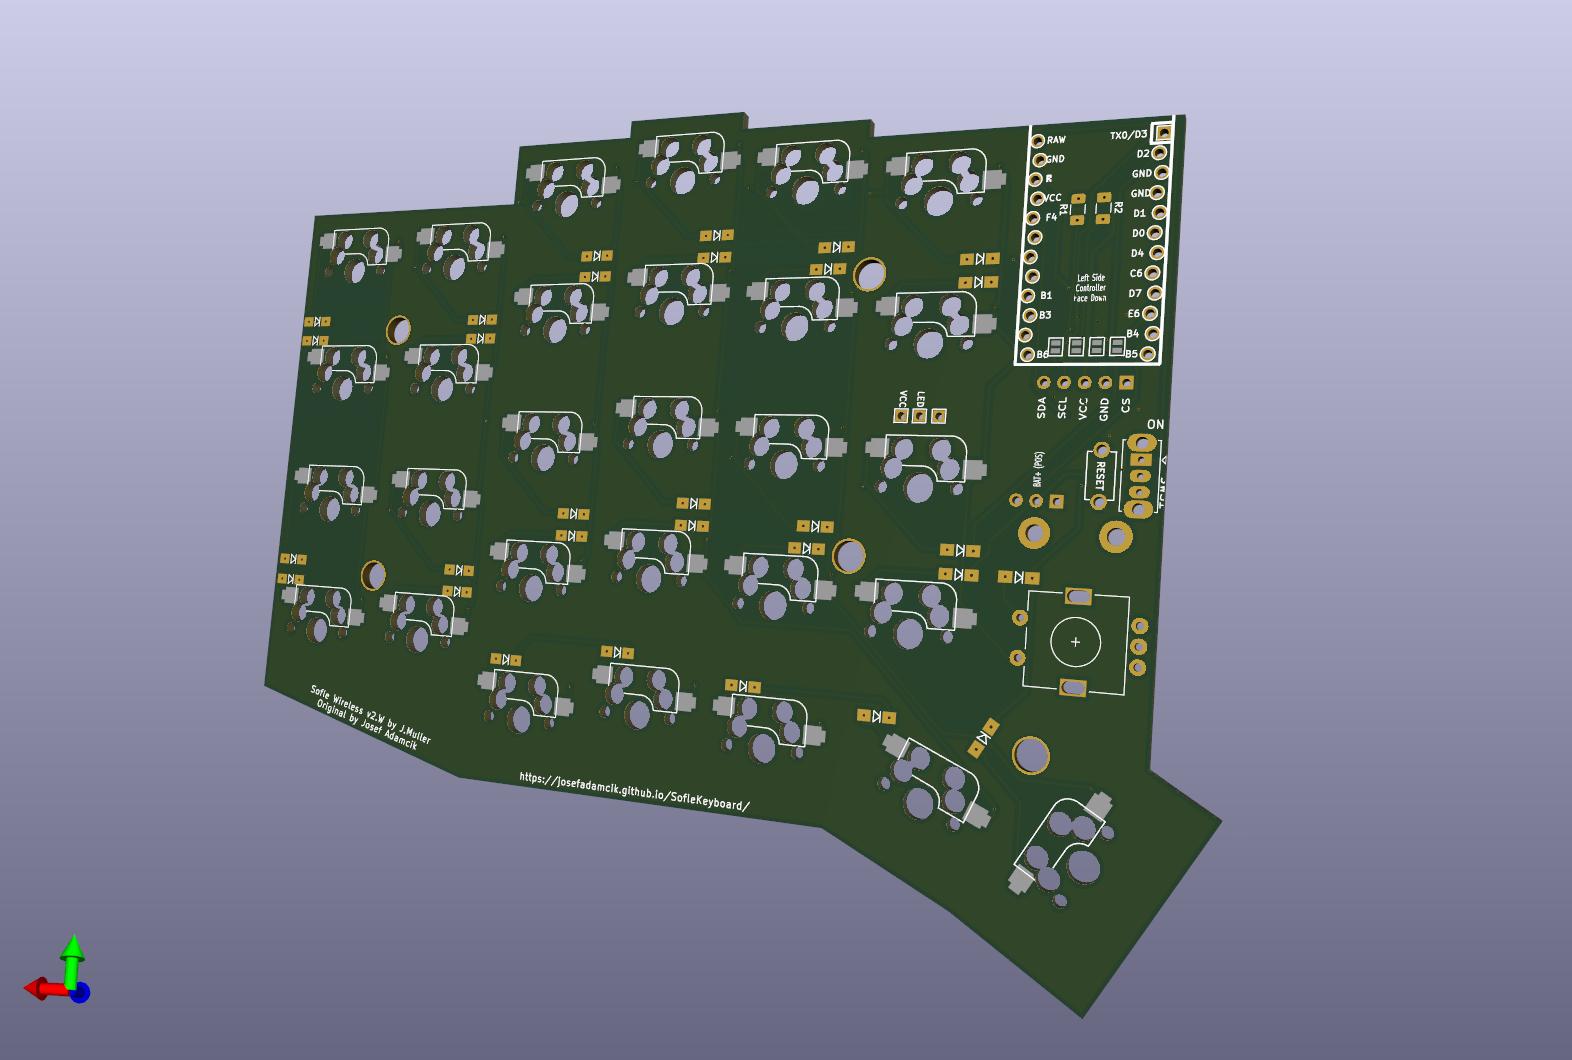 RAW
TX0/D3
GND
D2
R
GND
VCC
GND
F4
D1
R1
R2
D0
D4
Left Side
Controller
Face Down
C6
B1
D7
B3
E6
B4
B6
B5
SDA
SCL
VCC
GND
CS
VCC
LED
ON
BAT+ (POS)
RESET
Sofle Wireless v2.W by J.Muller
Original by Josef Adamcik
https://josefadamcik.github.io/SofleKeyboard/